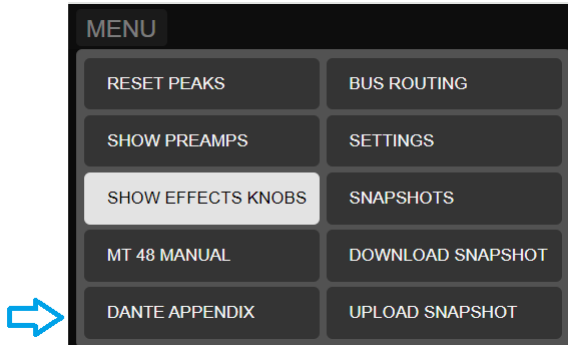 MENU
RESET PEAKS
BUS ROUTING
SHOW PREAMPS
SETTINGS
SHOW EFFECTS KNOBS
SNAPSHOTS
MT 48 MANUAL
DOWNLOAD SNAPSHOT
DANTE APPENDIX
UPLOAD SNAPSHOT